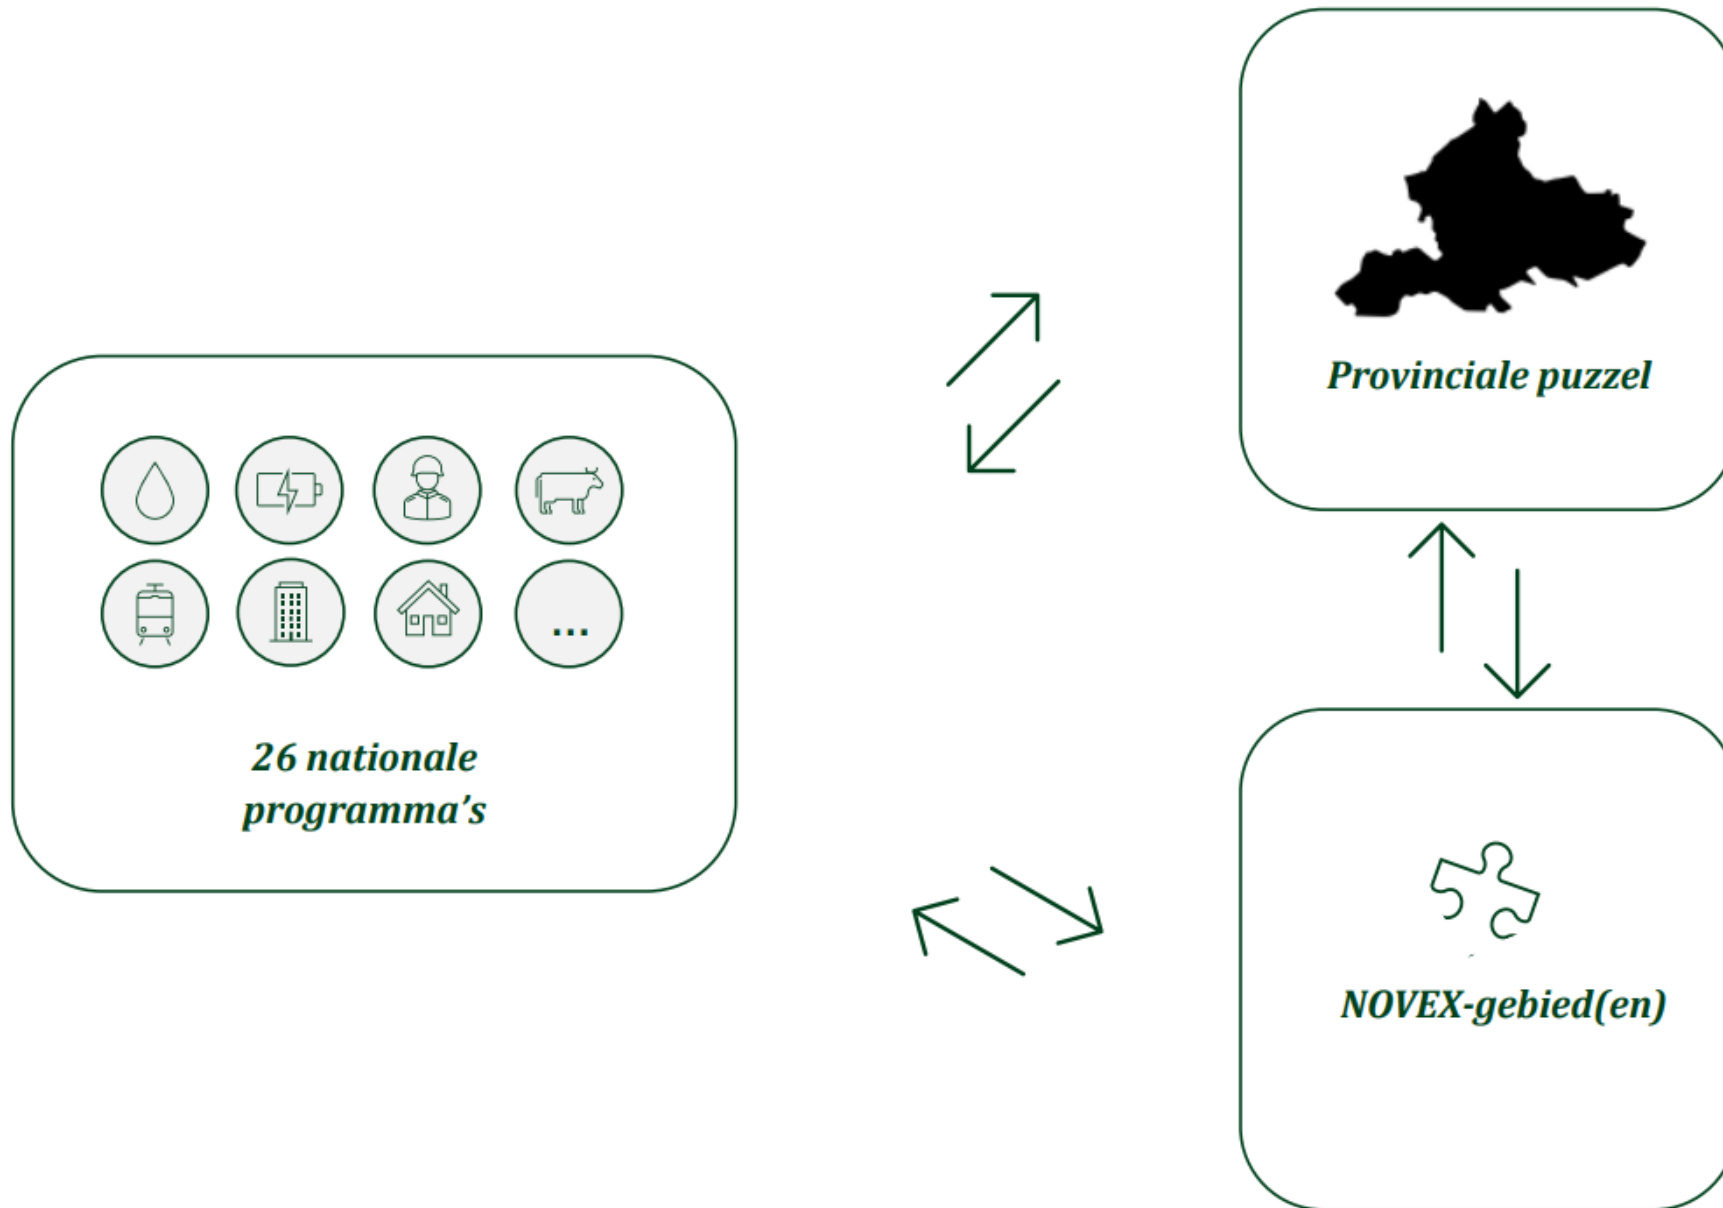 Provinciale puzzel
...
26 nationale
programma's
NOVEX-gebied(en)